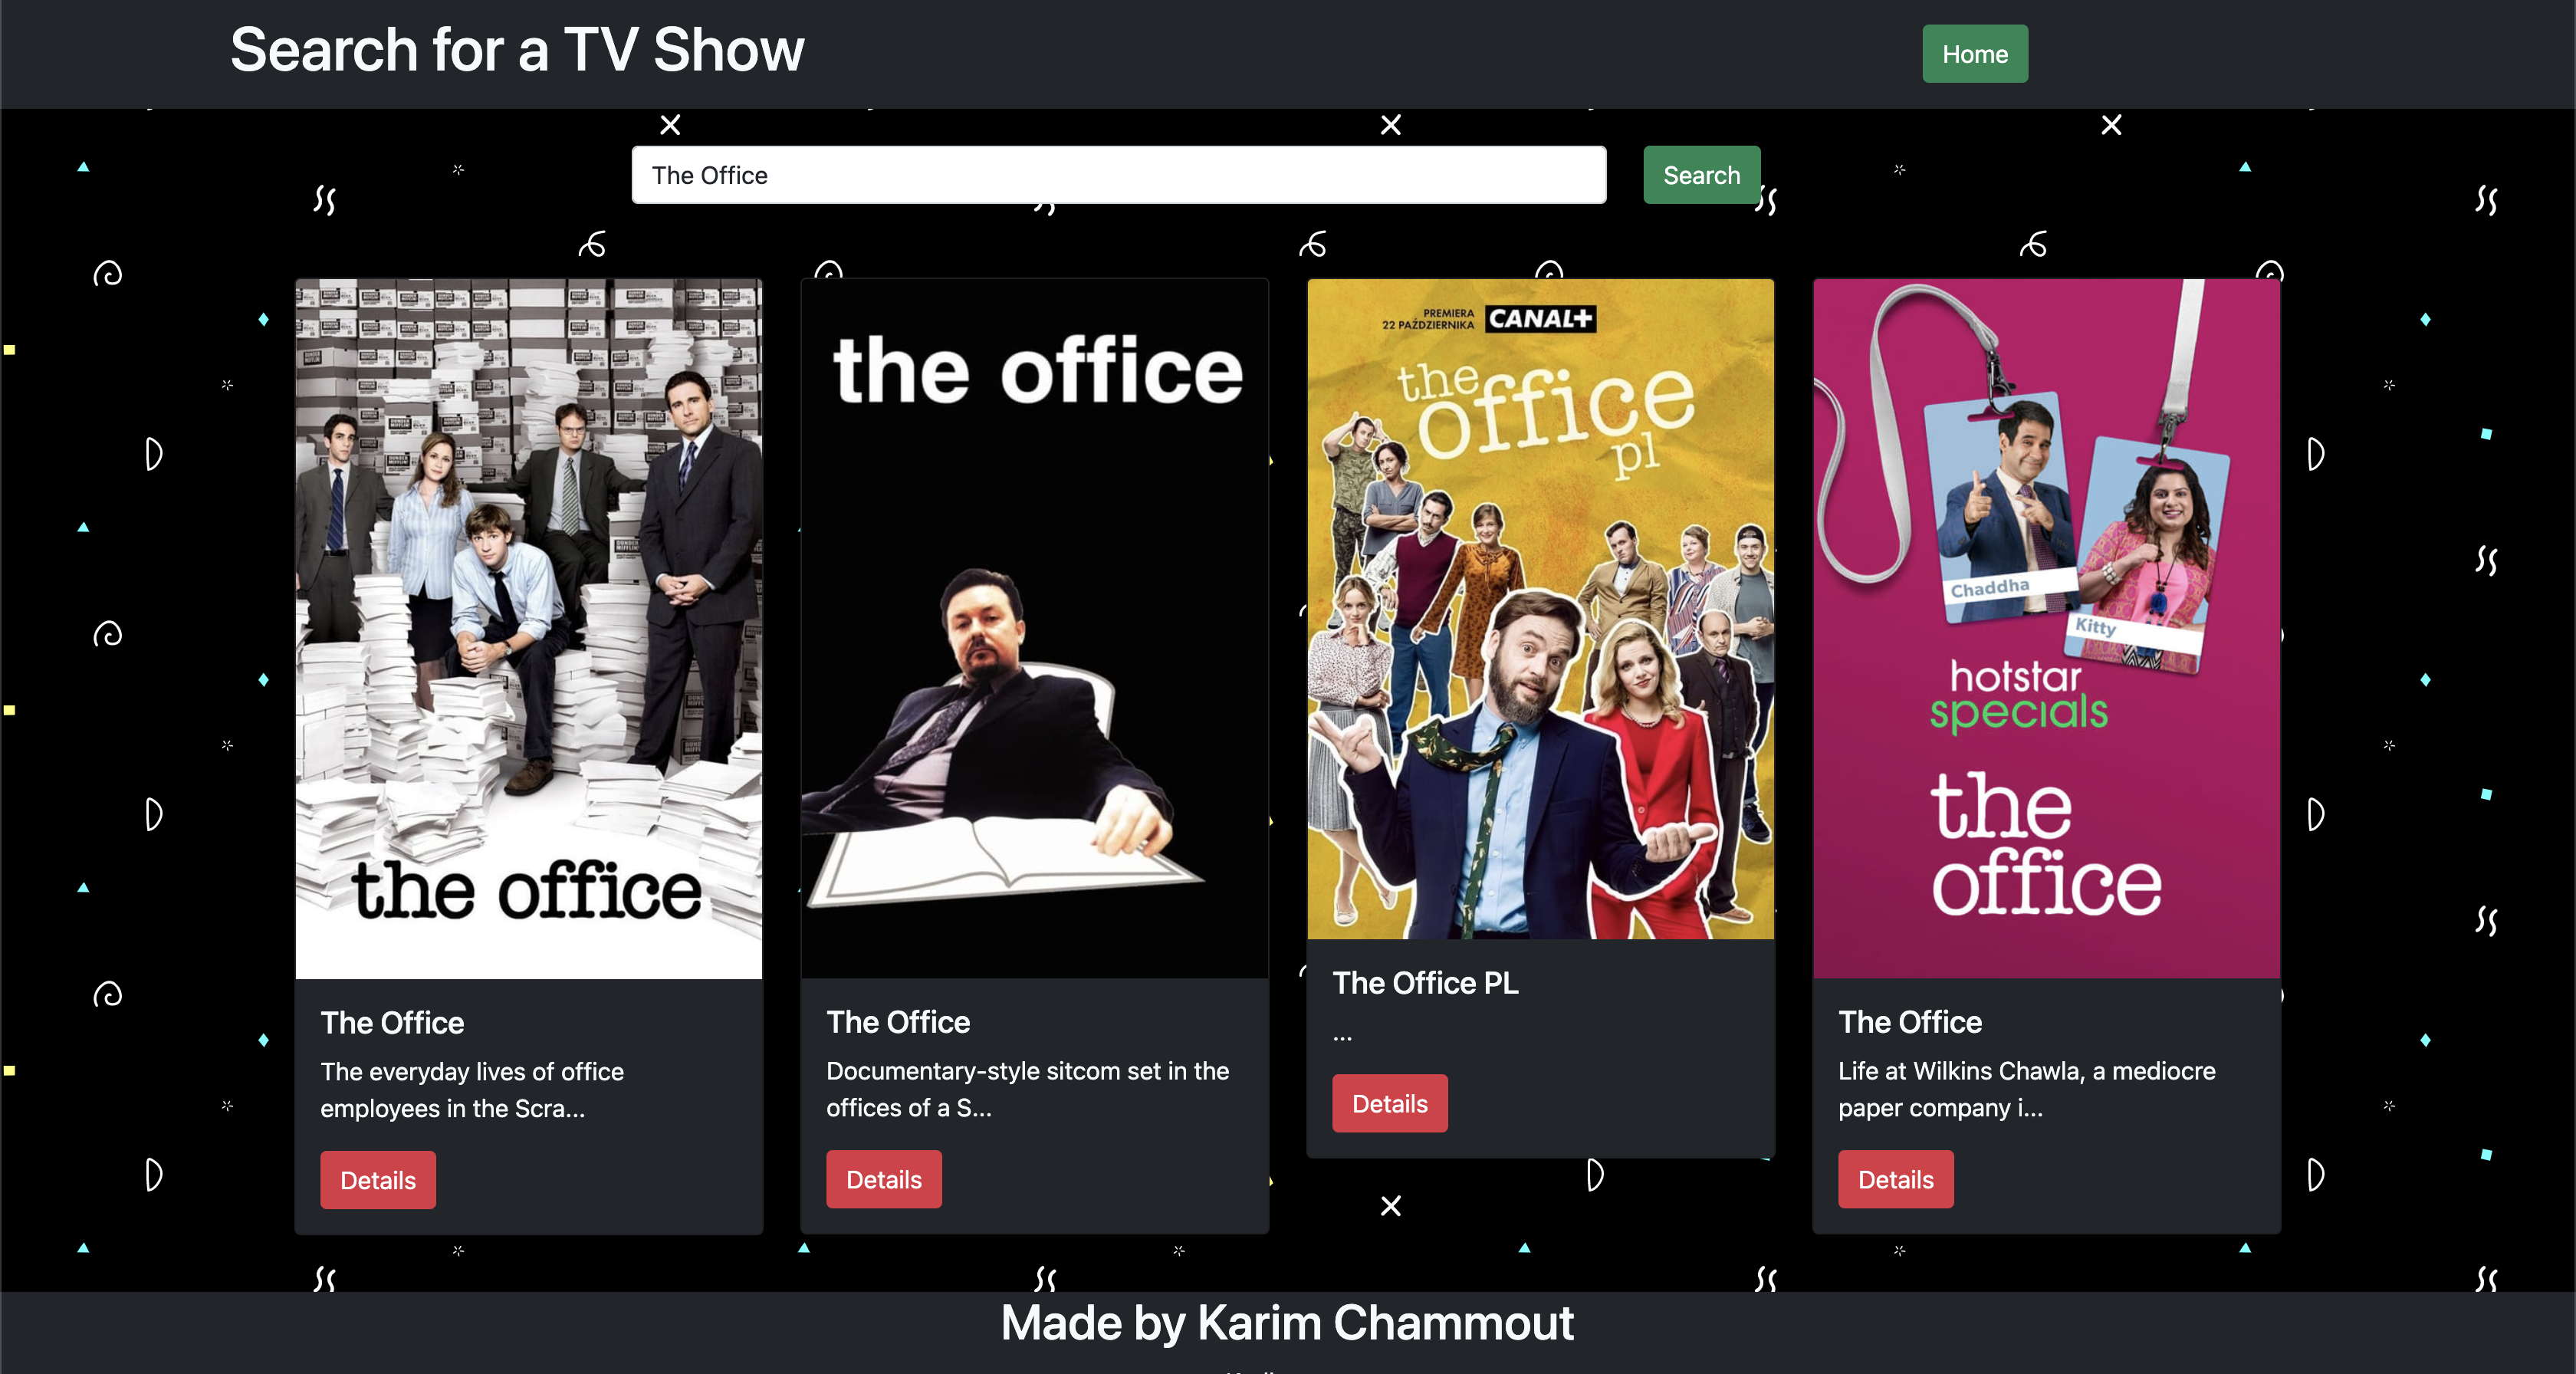 Search for a TV Show
Home
The Office
Search
the office
The Office
The everyday lives of office
employees in the Scra...
Details
the office
The Office
Documentary-style sitcom set in the
offices of a S...
Details
PREMIERA
22 PAŹDZIERNIKA
CANAL+
the
office
pl
The Office PL
...
Details
Chaddha
Kitty
hotstar
specials
the
office
The Office
Life at Wilkins Chawla, a mediocre
paper company i...
Details
Made by Karim Chammout